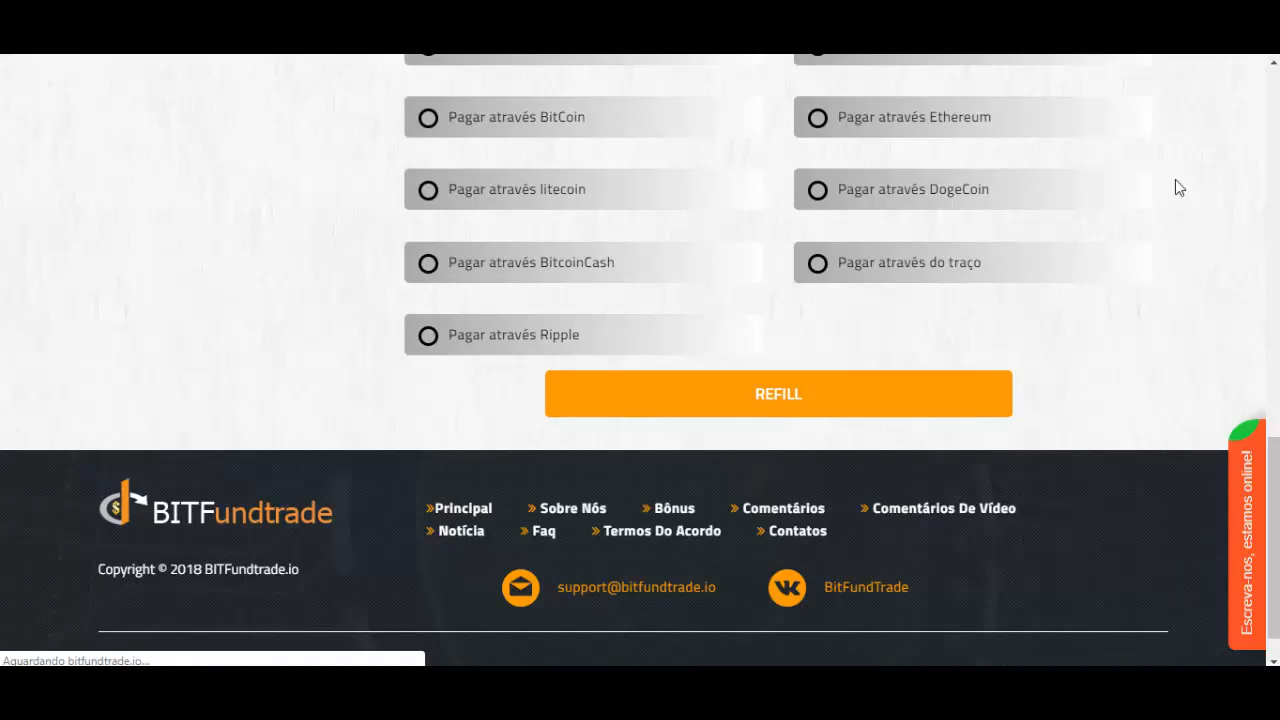 Pagar através BitCoin
Pagar através Ethereum
Pagar através litecoin
Pagar através DogeCoin
Pagar através BitcoinCash
Pagar através do traço
Pagar através Ripple
REFILL
BITFundtrade
Copyright © 2018 BITFundtrade.io
»Principal » Sobre Nós » Bônus » Comentários » Comentários De Vídeo
» Notícia » Faq » Termos Do Acordo » Contatos
support@bitfundtrade.io
BitFundTrade
Escreva-nos, estamos online!
Aguardando bitfundtrade.io...